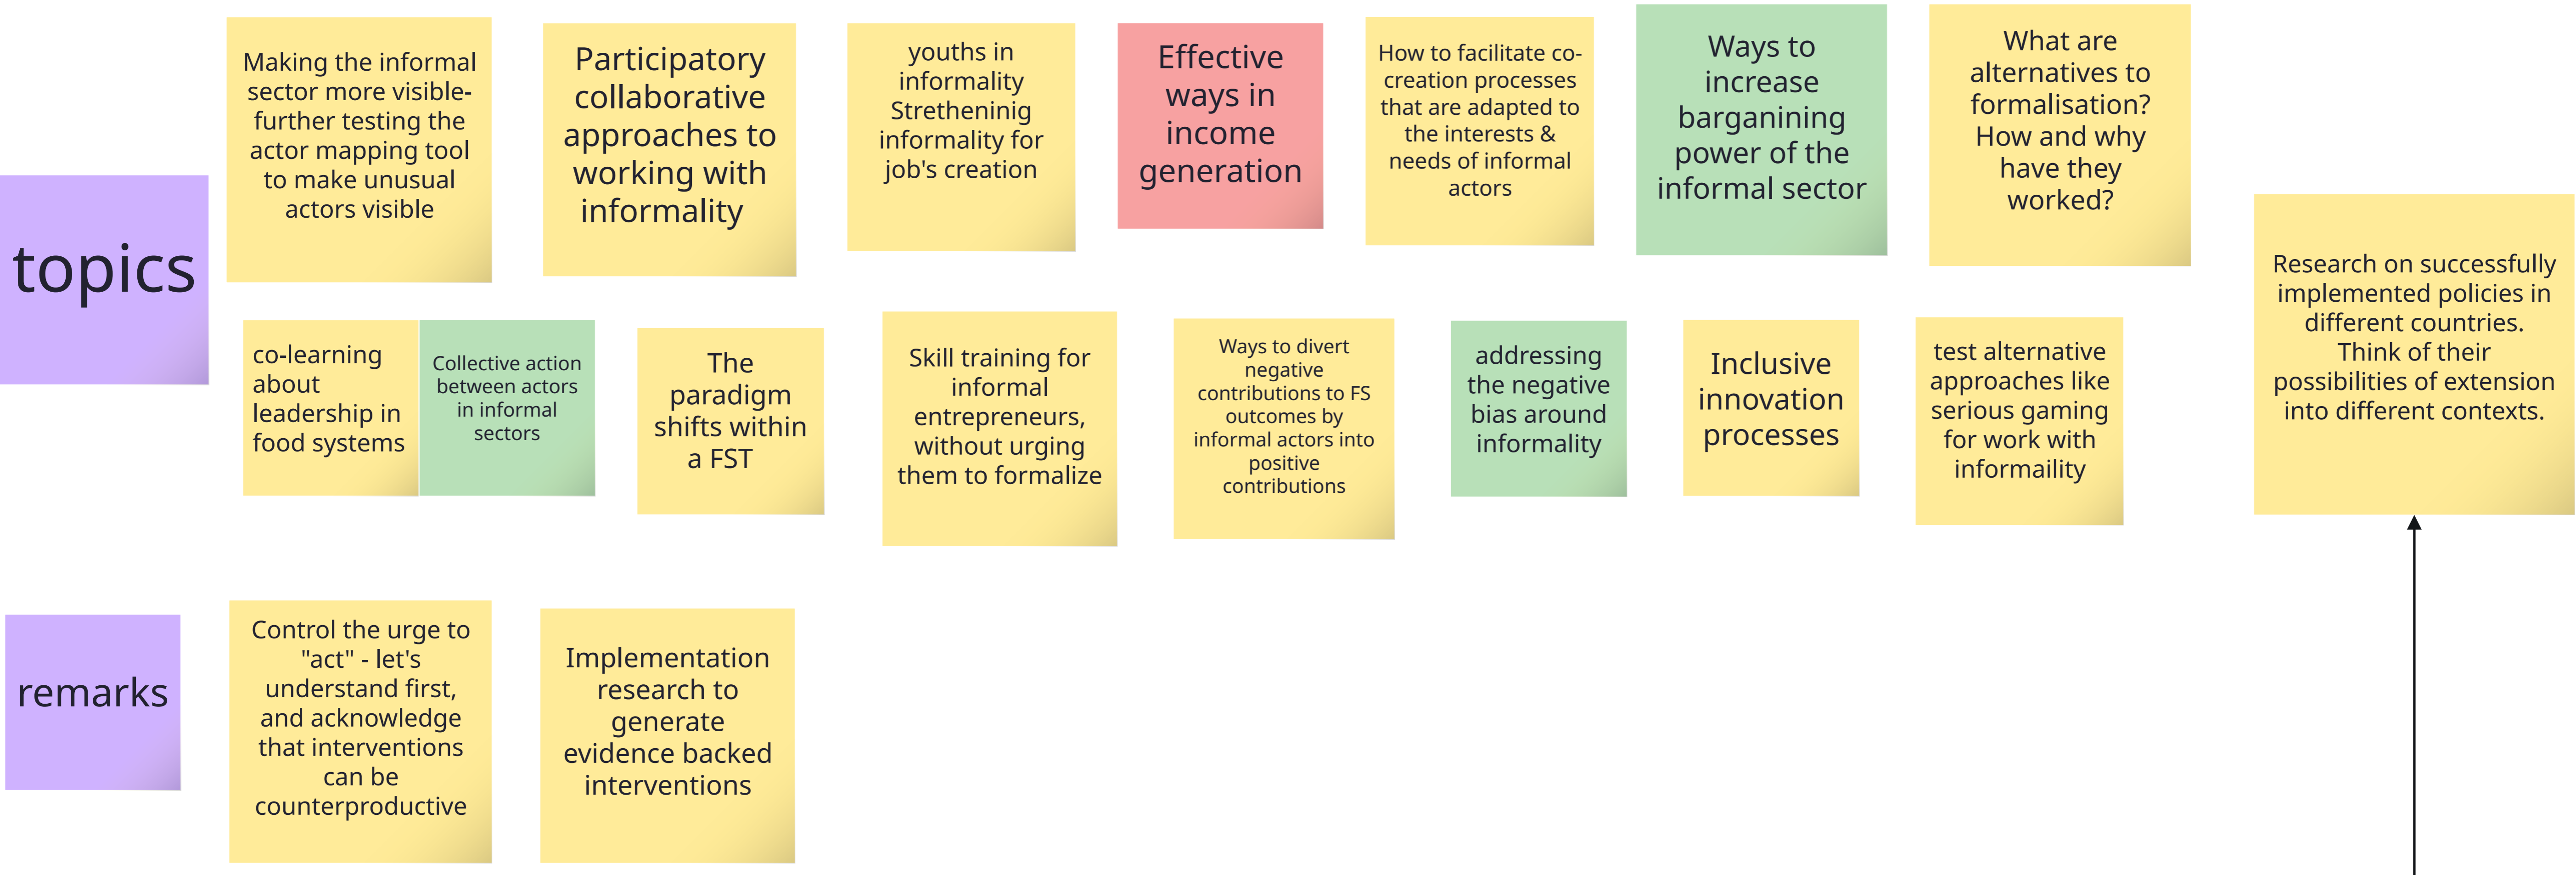 topics
Making the informal
sector more visible-
further testing the
actor mapping tool
to make unusual
actors visible
Participatory
collaborative
approaches to
working with
informality
youths in
informality
Stretheninig
informality for
job's creation
Effective
ways in
income
generation
How to facilitate co-
creation processes
that are adapted to
the interests &
needs of informal
actors
Ways to
increase
barganining
power of the
informal sector
What are
alternatives to
formalisation?
How and why
have they
worked?
Research on successfully
implemented policies in
different countries.
Think of their
possibilities of extension
into different contexts.
co-learning
about
leadership in
food systems
Collective action
between actors
in informal
sectors
The
paradigm
shifts within
a FST
Skill training for
informal
entrepreneurs,
without urging
them to formalize
Ways to divert
negative
contributions to FS
outcomes by
informal actors into
positive
contributions
addressing
the negative
bias around
informality
Inclusive
innovation
processes
test alternative
approaches like
serious gaming
for work with
informaility
remarks
Control the urge to
"act" - let's
understand first,
and acknowledge
that interventions
can be
counterproductive
Implementation
research to
generate
evidence backed
interventions